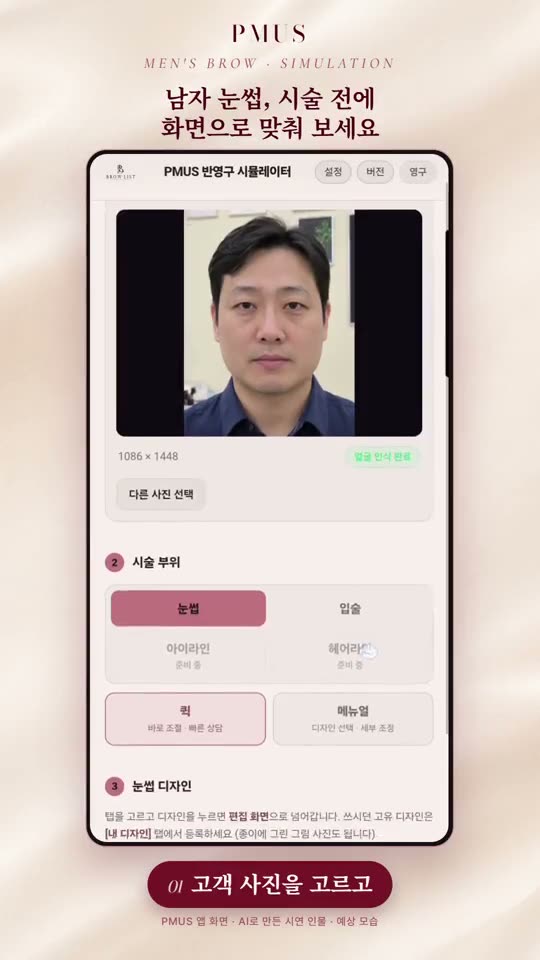 PMUS
MEN'S BROW · SIMULATION
남자 눈썹, 시술 전에
화면으로 맞춰 보세요
BROW LIST
PMUS 반영구 시뮬레이터
설정
버전
영구
1086 × 1448
얼굴 인식 완료
다른 사진 선택
2 시술 부위
눈썹
입술
아이라인
준비 중
헤어라인
준비 중
퀵
바로 조절 · 빠른 상담
메뉴얼
디자인 선택 · 세부 조정
3 눈썹 디자인
탭을 고르고 디자인을 누르면 편집 화면으로 넘어갑니다. 쓰시던 고유 디자인은
[내 디자인] 탭에서 등록하세요 (종이에 그린 그림 사진도 됩니다)
01 고객 사진을 고르고
PMUS 앱 화면 · AI로 만든 시연 인물 · 예상 모습